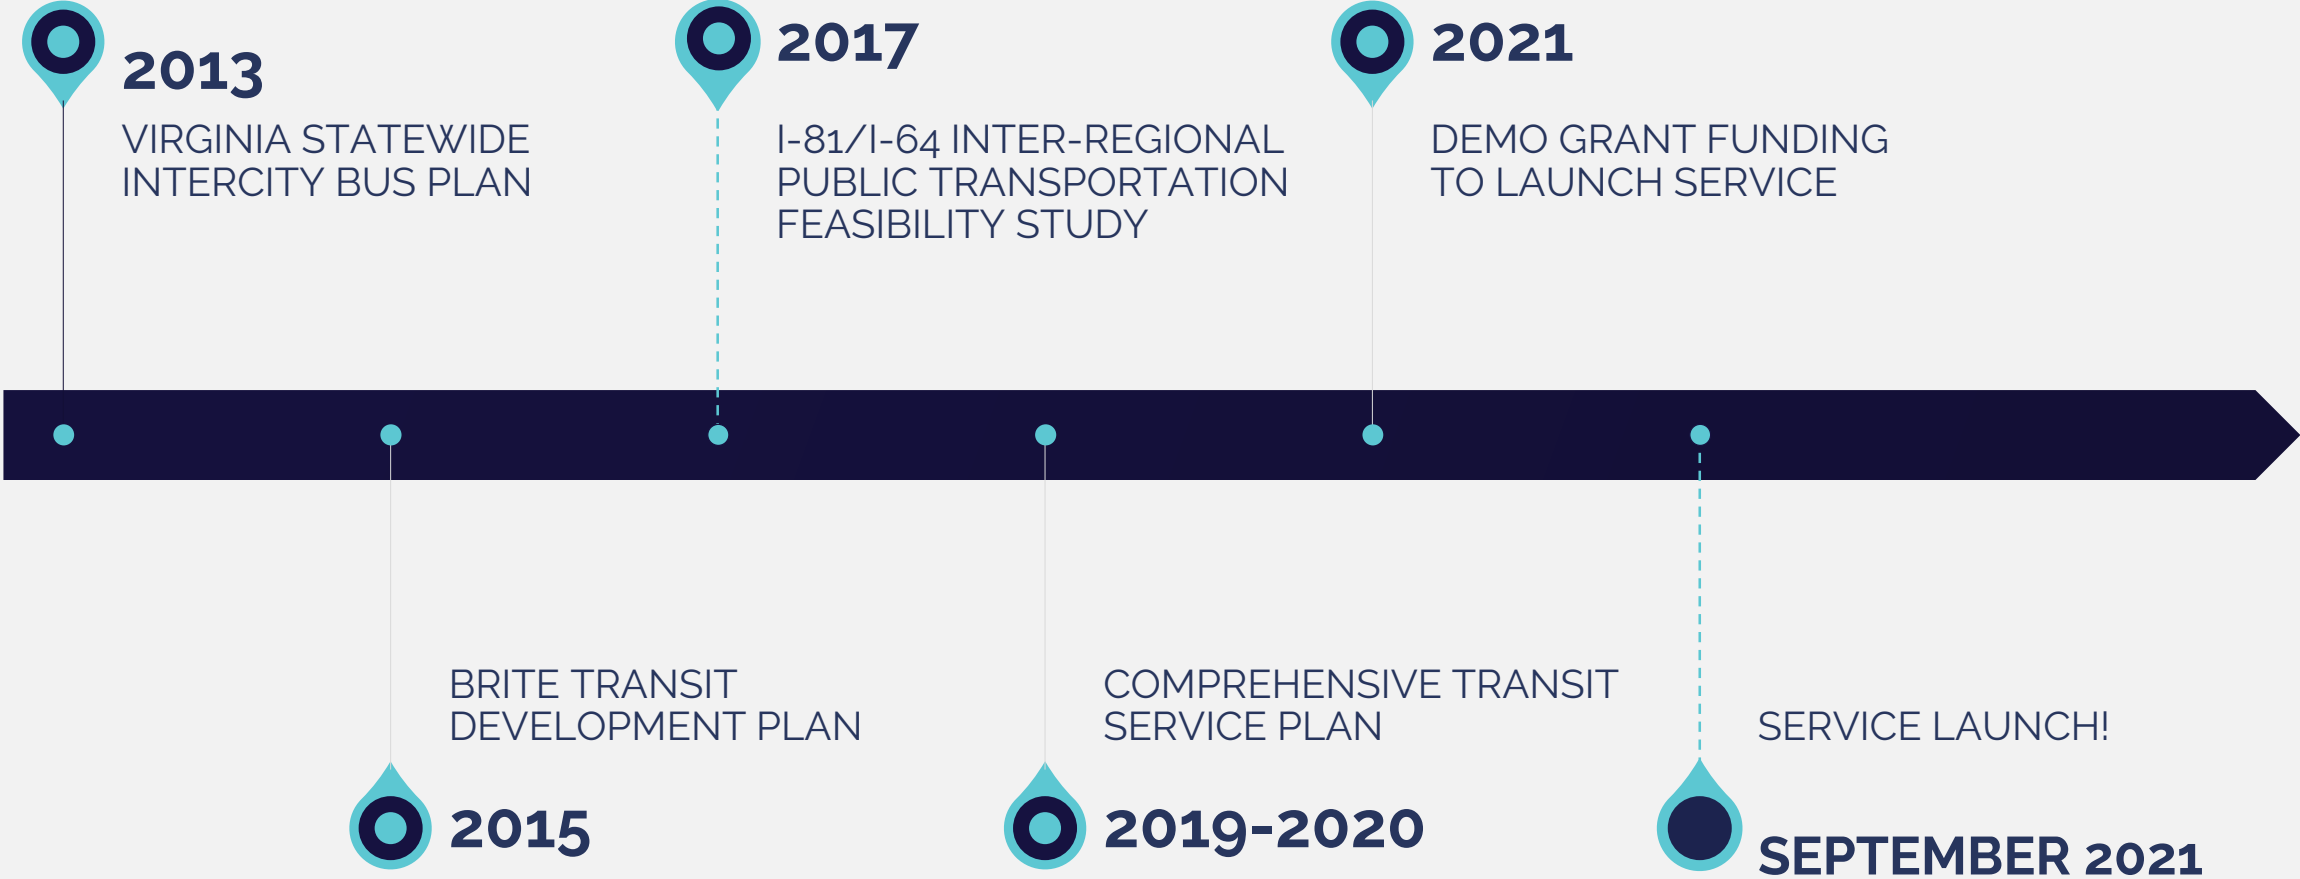 2013
VIRGINIA STATEWIDE
INTERCITY BUS PLAN
2017
I-81/I-64 INTER-REGIONAL
PUBLIC TRANSPORTATION
FEASIBILITY STUDY
2021
DEMO GRANT FUNDING
TO LAUNCH SERVICE
BRITE TRANSIT
DEVELOPMENT PLAN
2015
COMPREHENSIVE TRANSIT
SERVICE PLAN
2019-2020
SERVICE LAUNCH!
SEPTEMBER 2021